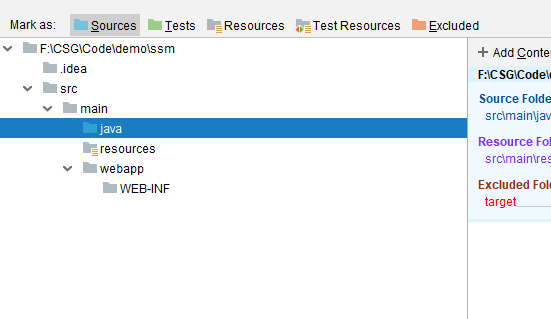 Mark as: Sources Tests Resources Test Resources Excluded
F:\CSG\Code\demo\ssm
.idea
src
main
java
resources
webapp
WEB-INF
+ Add Conte
F:\CSG\Code\
Source Folde
src\main\jav
Resource Fol
src\main\res
Excluded Fold
target